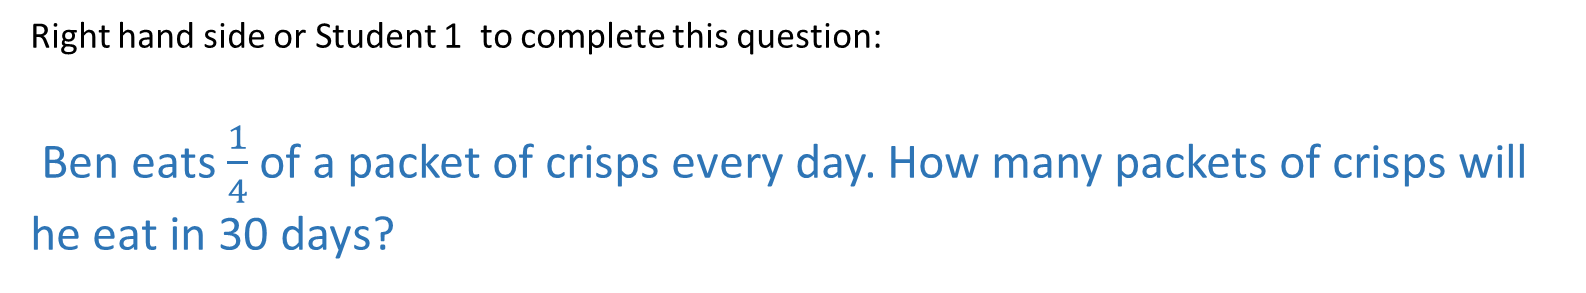 Right hand side or Student 1 to complete this question:
Ben eats 1/4 of a packet of crisps every day. How many packets of crisps will
he eat in 30 days?